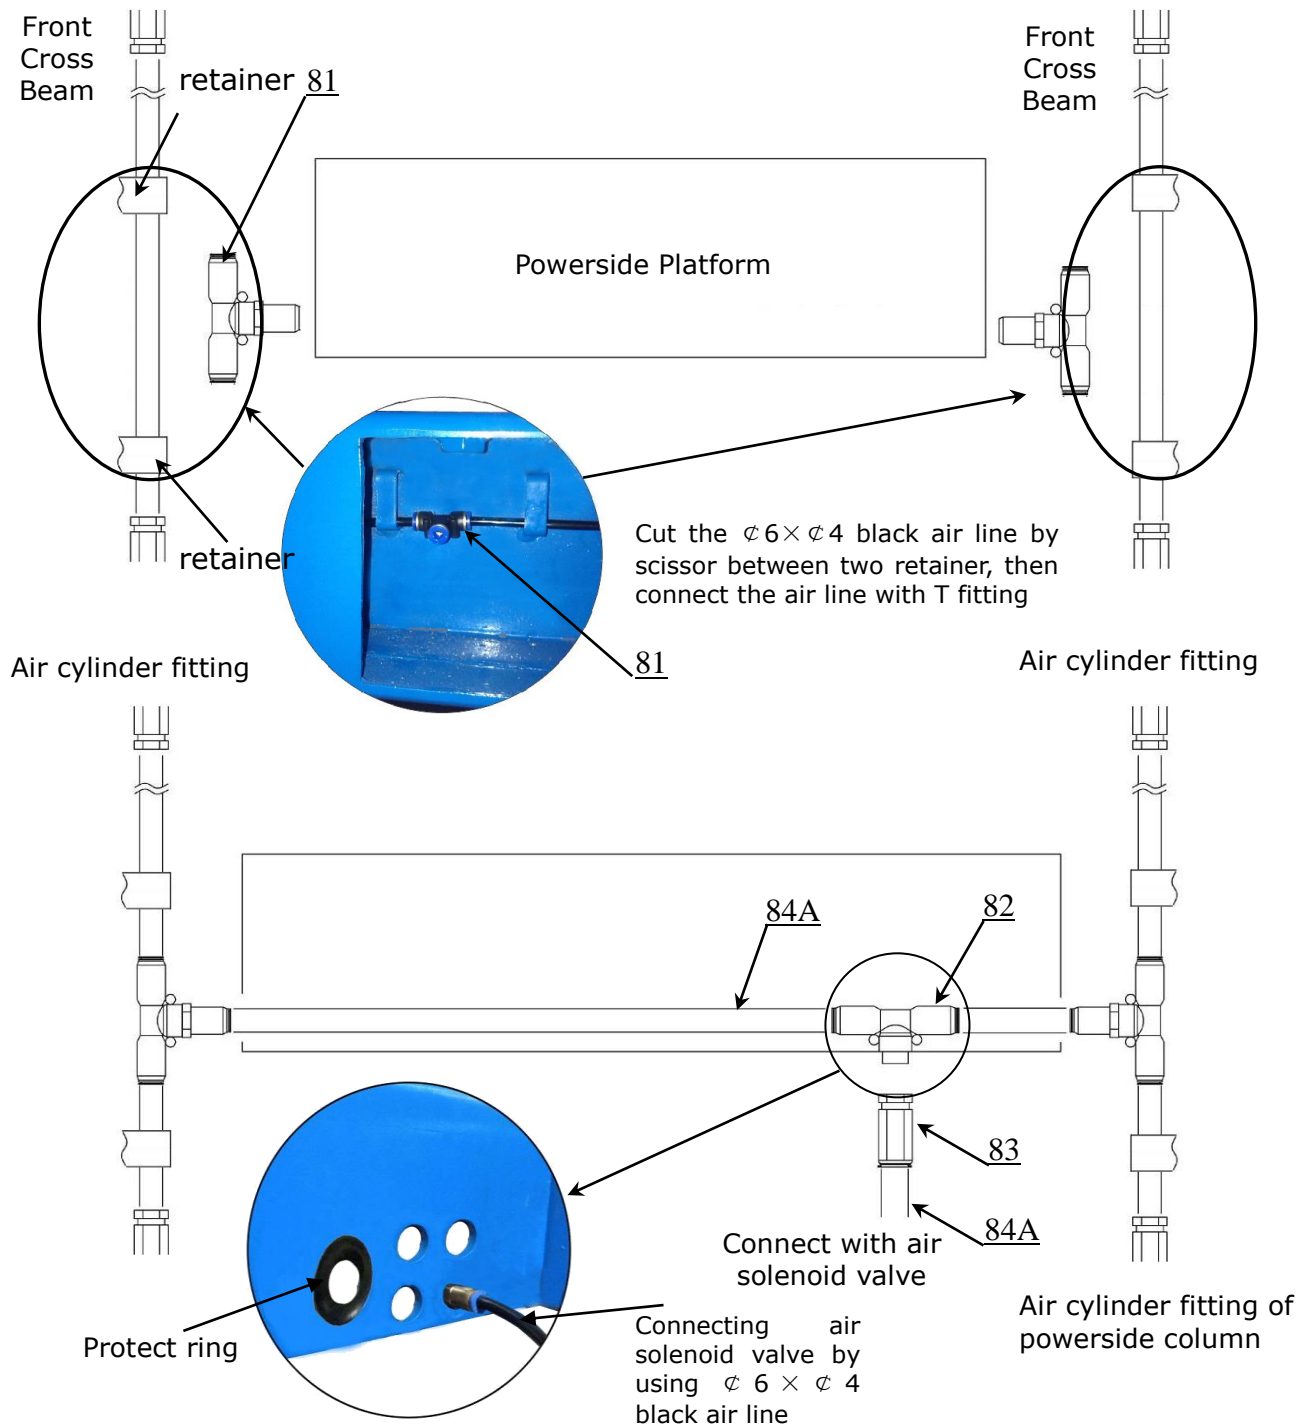 Front
Cross
Beam
retainer 81
Front
Cross
Beam
Powerside Platform
retainer
Cut the ¢6×¢4 black air line by
scissor between two retainer, then
connect the air line with T fitting
81
Air cylinder fitting
Air cylinder fitting
84A
82
83
84A
Connect with air
solenoid valve
Protect ring
Connecting air
solenoid valve by
using ¢ 6 × ¢ 4
black air line
Air cylinder fitting of
powerside column